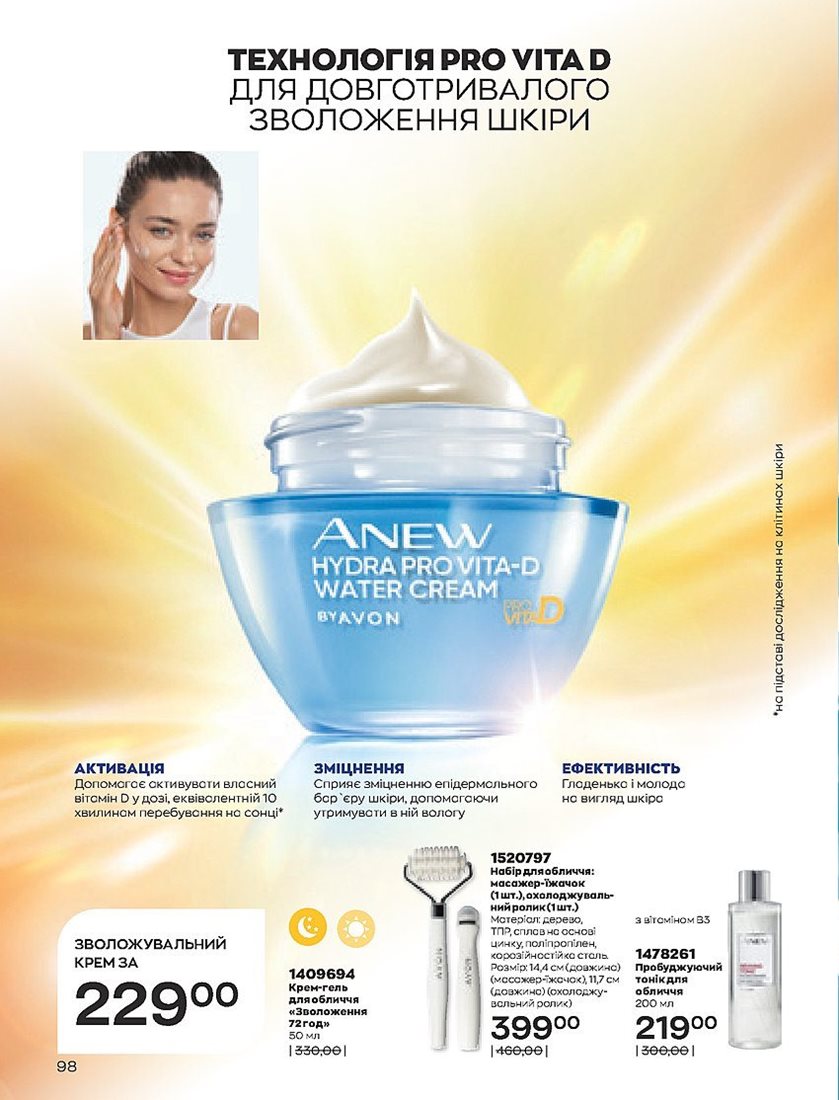 ТЕХНОЛОГІЯ PRO VITA D
ДЛЯ ДОВГОТРИВАЛОГО
ЗВОЛОЖЕННЯ ШКІРИ
ANEW
HYDRA PRO VITA-D
WATER CREAM
BY AVON
PRO
VITA D
*на підставі дослідження на клітинах шкіри
АКТИВАЦІЯ
Допомагає активувати власний
вітамін D у дозі, еквівалентній 10
хвилинам перебування на сонці*
ЗМІЦНЕННЯ
Сприяє зміцненню епідермального
бар`єру шкіри, допомагаючи
утримувати в ній вологу
ЕФЕКТИВНІСТЬ
Гладенька і молода
на вигляд шкіра
ЗВОЛОЖУВАЛЬНИЙ
КРЕМ ЗА
22900
1409694
Крем-гель
для обличчя
«Зволоження
72 год»
50 мл
|330,00|
AVON
1520797
Набір для обличчя:
масажер-їжачок
(1 шт.), охолоджуваль-
ний ролик (1 шт.)
Матеріал: дерево,
ТПР, сплав на основі
цинку, поліпропілен,
корозійностійка сталь.
Розмір: 14,4 см (довжина)
(масажер-їжачок), 11,7 см
(довжина) (охолоджу-
вальний ролик)
39900
|460,00|
з вітаміном B3
1478261
Пробуджуючий
тонік для
обличчя
200 мл
21900
|300,00|
ANEW
98